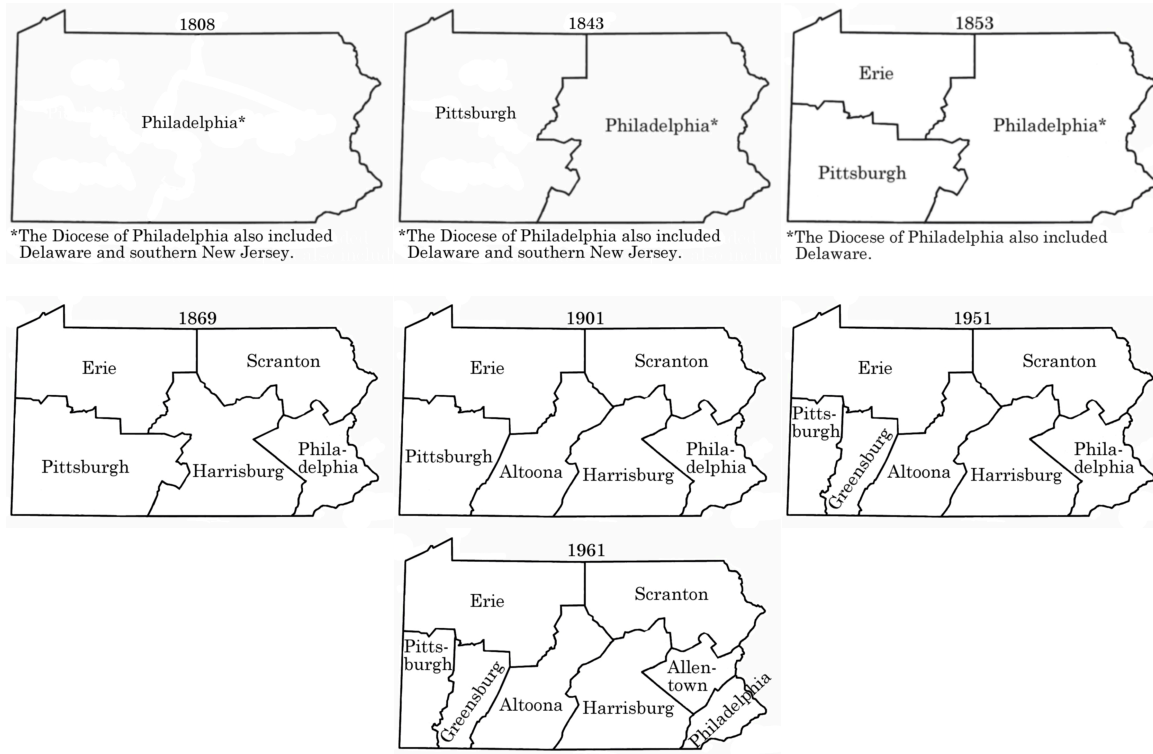 1808
Philadelphia*
*The Diocese of Philadelphia also included
Delaware and southern New Jersey.
1843
Pittsburgh
Philadelphia*
*The Diocese of Philadelphia also included
Delaware and southern New Jersey.
1853
Erie
Philadelphia*
Pittsburgh
*The Diocese of Philadelphia also included
Delaware.
1869
Erie
Scranton
Pittsburgh
Harrisburg
Phila-
delphia
1901
Erie
Scranton
Pittsburgh
Altoona
Harrisburg
Phila-
delphia
1951
Erie
Scranton
Pitts-
burgh
Greensburg
Altoona
Harrisburg
Phila-
delphia
1961
Erie
Scranton
Pitts-
burgh
Greensburg
Altoona
Harrisburg
Allen-
town
Philadelphia